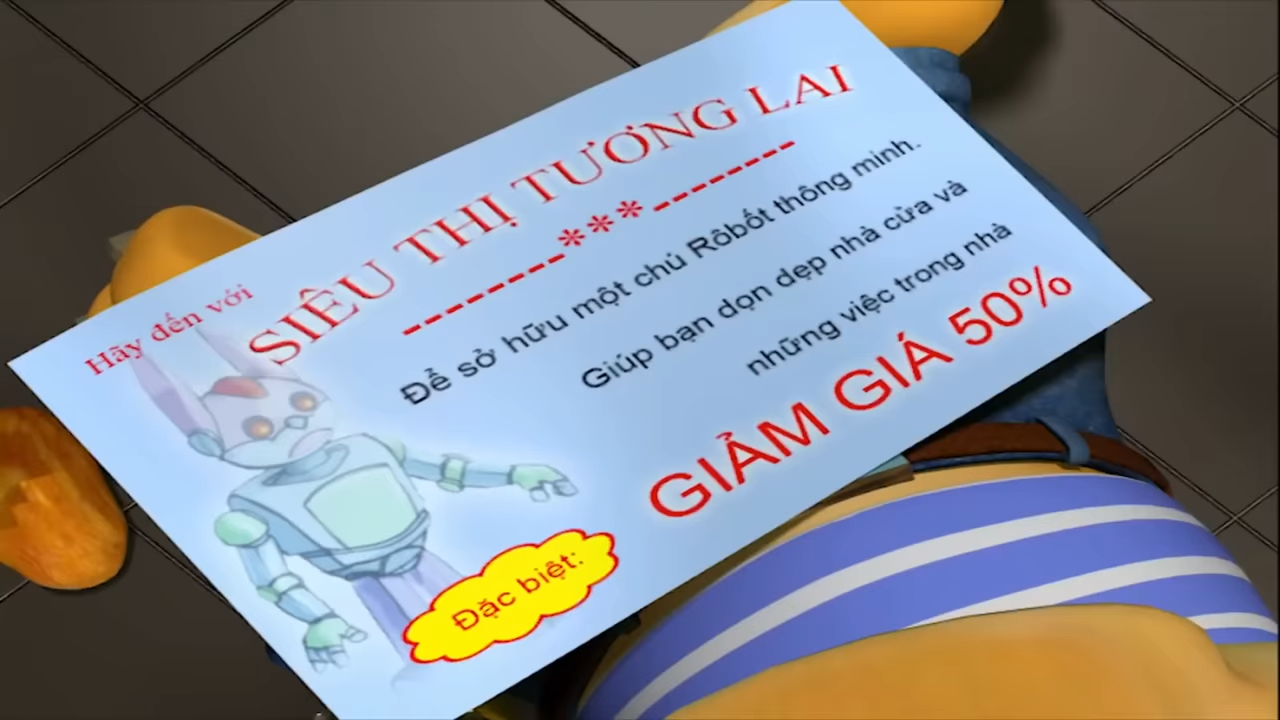 Hãy đến với
SIÊU THỊ TƯƠNG LAI
-------***-------
Để sở hữu một chú Rôbốt thông minh.
Giúp bạn dọn dẹp nhà cửa và
những việc trong nhà
Đặc biệt:
GIẢM GIÁ 50%